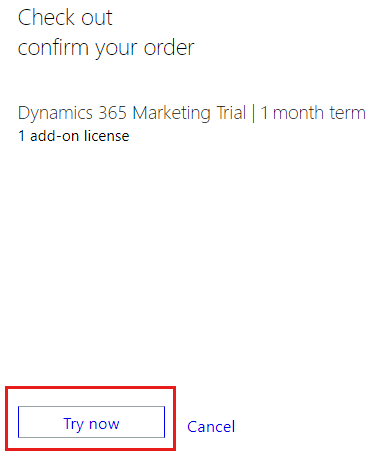 Check out
confirm your order
Dynamics 365 Marketing Trial | 1 month term
1 add-on license
Try now
Cancel